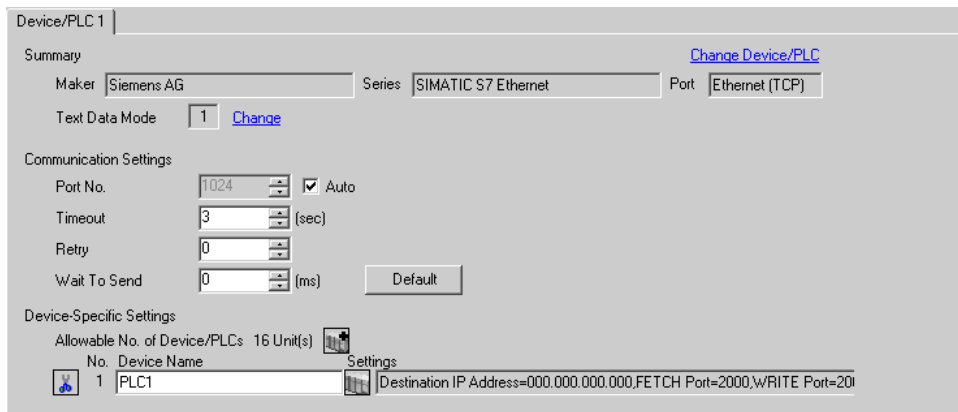 Device/PLC 1
Summary Change Device/PLC
Maker Siemens AG Series SIMATIC S7 Ethernet Port Ethernet (TCP)
Text Data Mode 1 Change
Communication Settings
Port No. 1024 Auto
Timeout 3 (sec)
Retry 0
Wait To Send 0 (ms) Default
Device-Specific Settings
Allowable No. of Device/PLCs 16 Unit(s)
No. Device Name Settings
1 PLC1 Destination IP Address=000.000.000.000,FETCH Port=2000,WRITE Port=